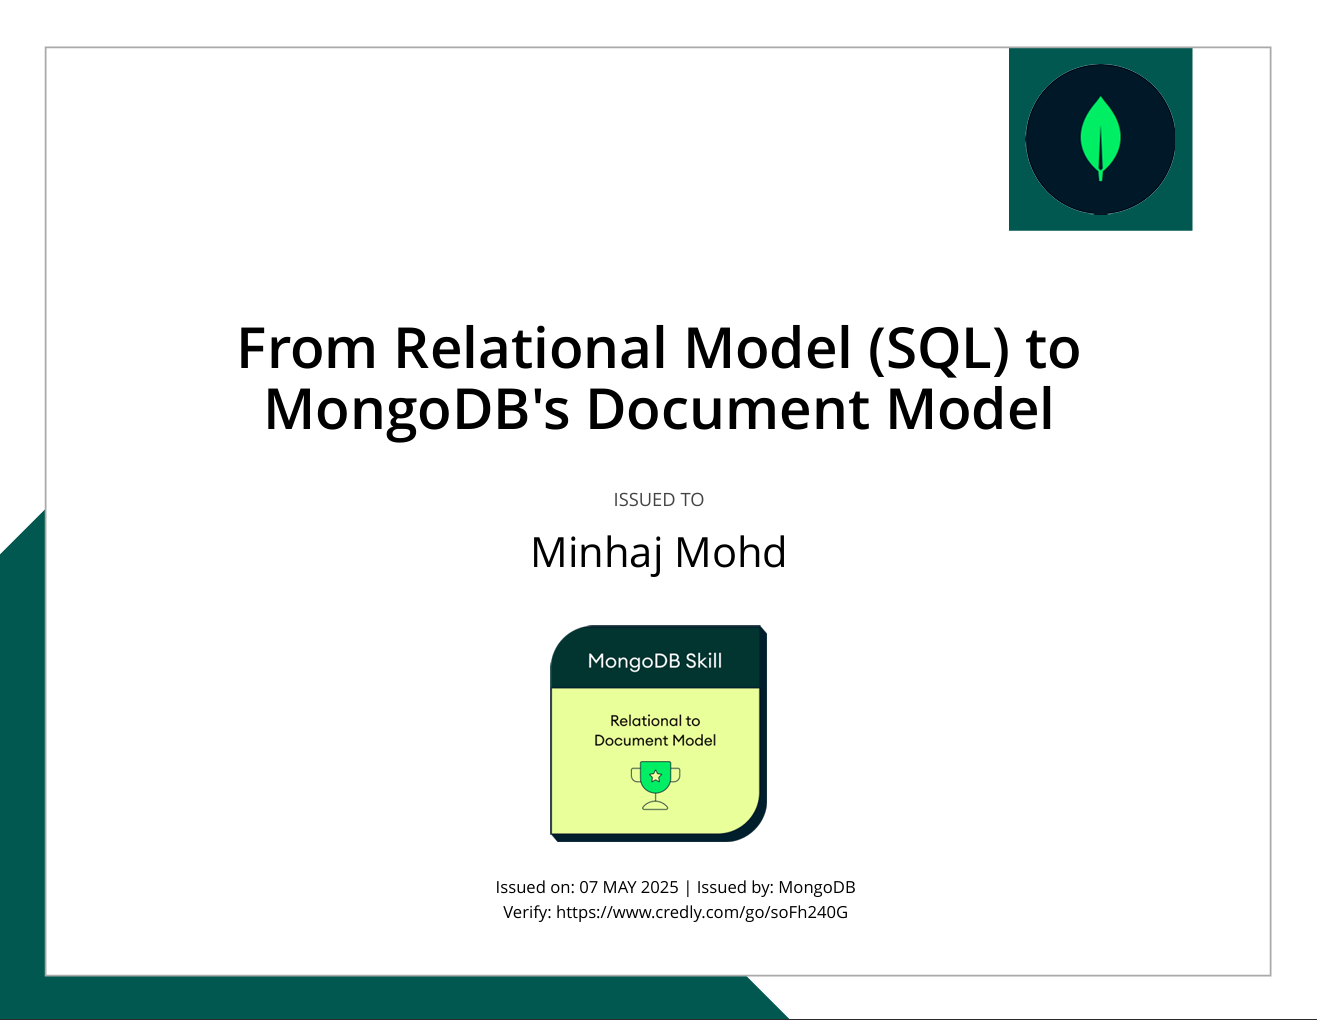 From Relational Model (SQL) to
MongoDB's Document Model
ISSUED TO
Minhaj Mohd
MongoDB Skill
Relational to
Document Model
Issued on: 07 MAY 2025 | Issued by: MongoDB
Verify: https://www.credly.com/go/soFh240G